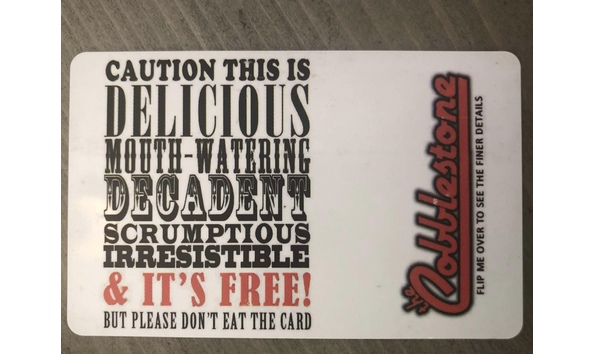 CAUTION THIS IS
DELICIOUS
MOUTH-WATERING
DECADENT
SCRUMPTIOUS
IRRESISTIBLE
& IT'S FREE!
BUT PLEASE DON'T EAT THE CARD
the Cobblestone
FLIP ME OVER TO SEE THE FINER DETAILS